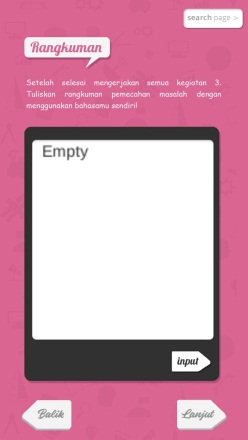 search page >
Rangkuman
Setelah selesai mengerjakan semua kegiatan 3.
Tuliskan rangkuman pemecahan masalah dengan
menggunakan bahasamu sendiri!
Empty
input
Balik
Lanjut